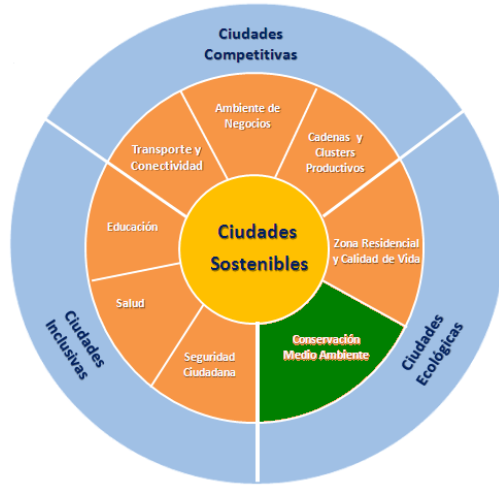 Ciudades
Competitivas
Ambiente de
Negocios
Transporte y
Conectividad
Cadenas y
Clusters
Productivos
Educación
Ciudades
Sostenibles
Zona Residencial
y Calidad de Vida
Salud
Seguridad
Ciudadana
Conservación
Medio Ambiente
Ciudades
Inclusivas
Ciudades
Ecológicas